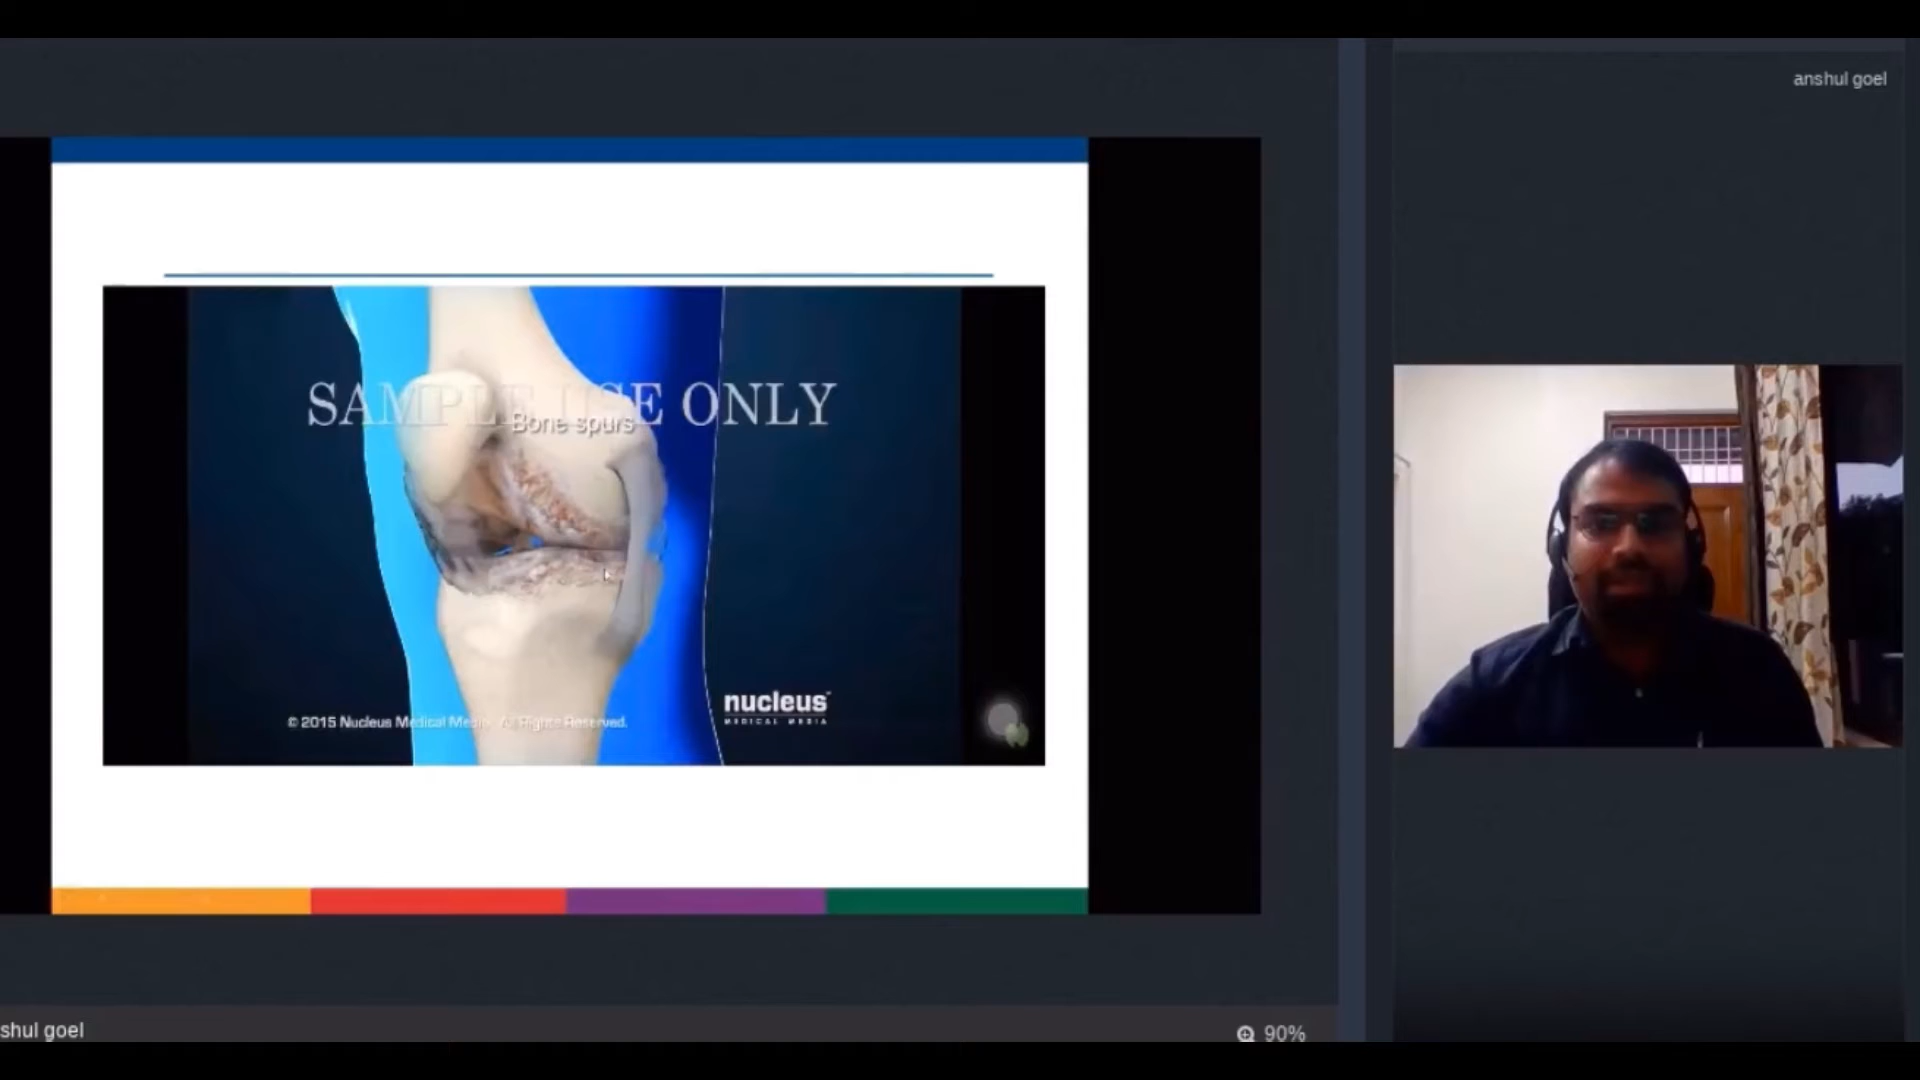 anshul goel
SAMPLE USE ONLY
Bone spurs
nucleus
MEDICAL MEDIA
© 2015 Nucleus Medical Media. All Rights Reserved.
shul goel
90%